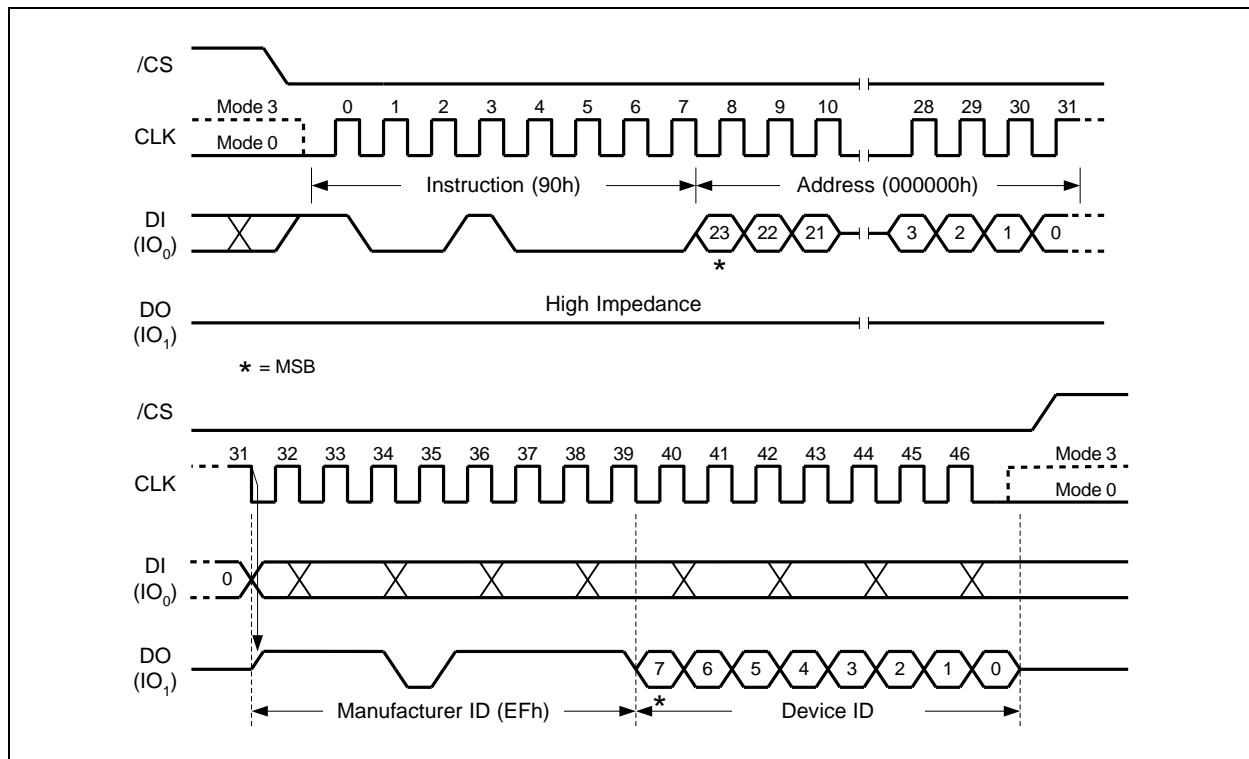 /CS
Mode 3
0 1 2 3 4 5 6 7 8 9 10 28 29 30 31
CLK
Mode 0
Instruction (90h) Address (000000h)
DI
(IO0)
23 22 21 3 2 1 0
*
High Impedance
DO
(IO1)
* = MSB
/CS
31 32 33 34 35 36 37 38 39 40 41 42 43 44 45 46
Mode 3
CLK
Mode 0
DI
(IO0)
0
DO
(IO1)
7 6 5 4 3 2 1 0
*
Manufacturer ID (EFh) Device ID